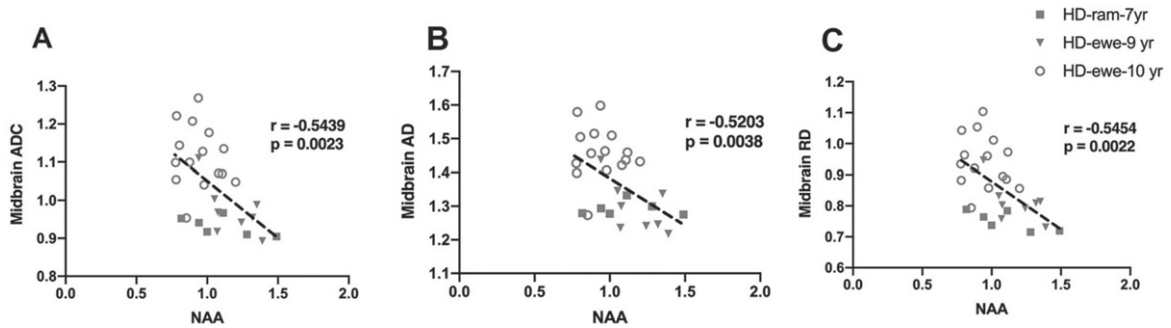 A
Midbrain ADC
1.3
1.2
1.1
1.0
0.9
0.8
0.0
0.5
1.0
1.5
2.0
NAA
r = -0.5439
p = 0.0023
B
Midbrain AD
1.7
1.6
1.5
1.4
1.3
1.2
1.1
0.0
0.5
1.0
1.5
2.0
NAA
r = -0.5203
p = 0.0038
C
Midbrain RD
1.2
1.1
1.0
0.9
0.8
0.7
0.6
0.0
0.5
1.0
1.5
2.0
NAA
r = -0.5454
p = 0.0022
HD-ram-7yr
HD-ewe-9 yr
HD-ewe-10 yr